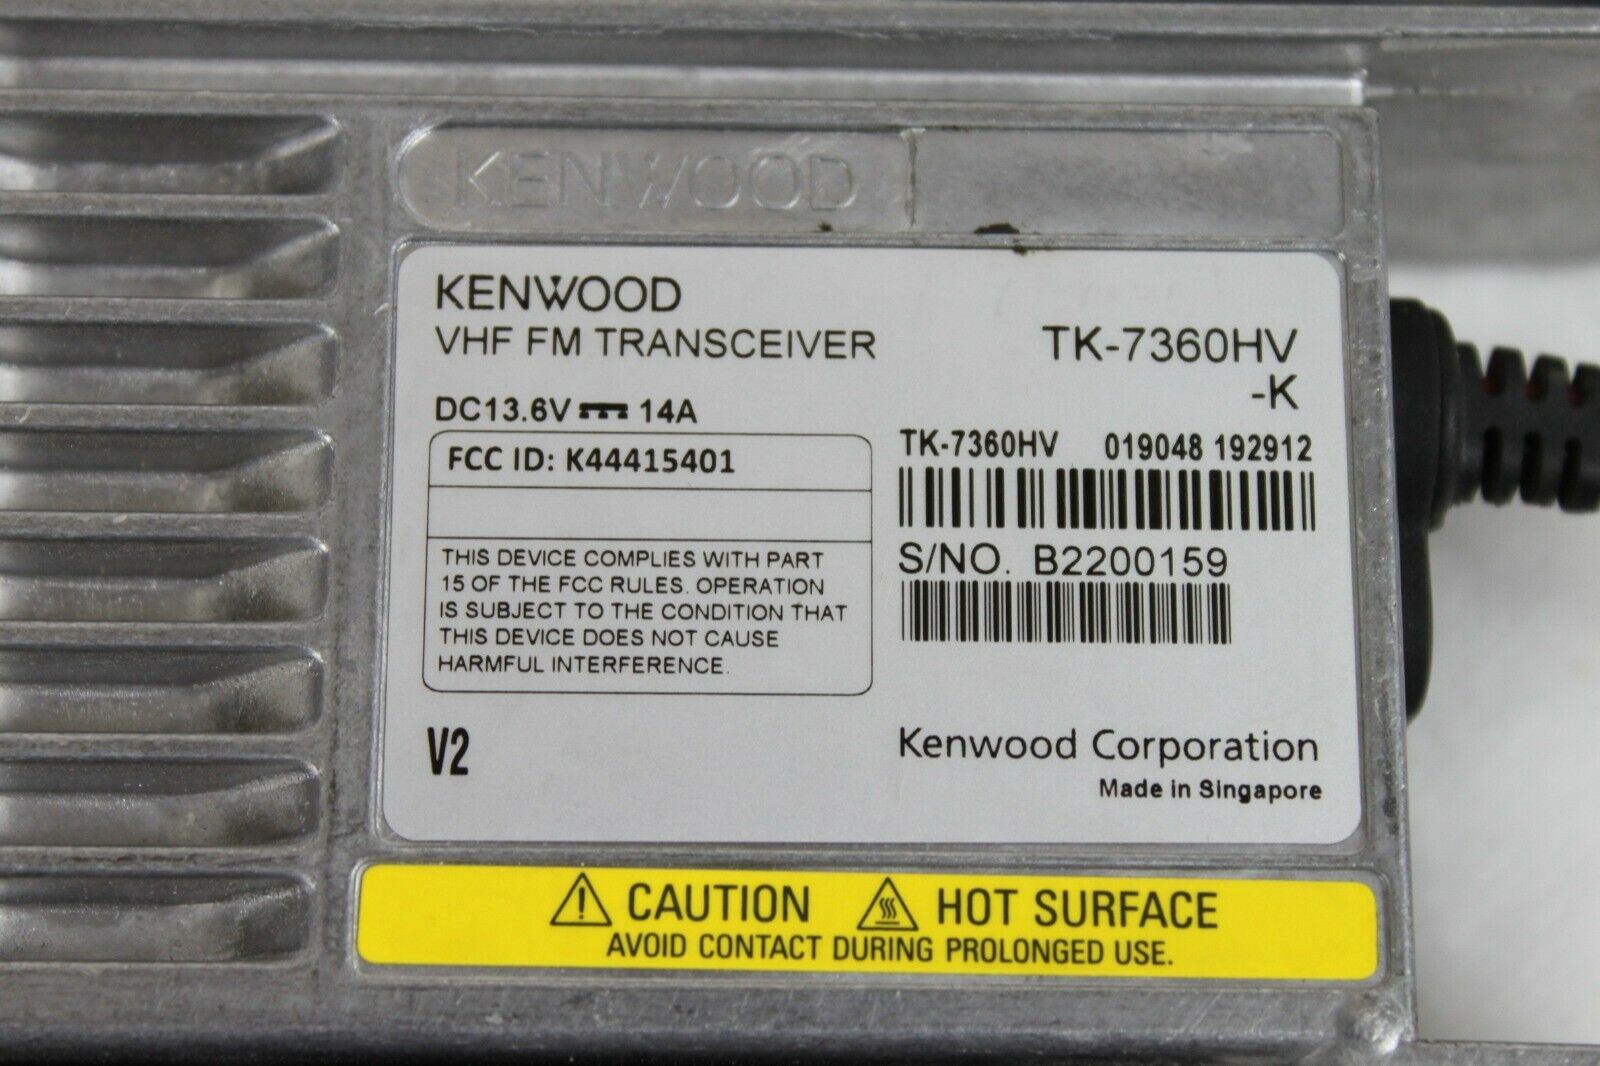 KENWOOD
KENWOOD
VHF FM TRANSCEIVER
TK-7360HV
-K
DC13.6V 14A
TK-7360HV 019048 192912
FCC ID: K44415401
S/NO. B2200159
THIS DEVICE COMPLIES WITH PART
15 OF THE FCC RULES. OPERATION
IS SUBJECT TO THE CONDITION THAT
THIS DEVICE DOES NOT CAUSE
HARMFUL INTERFERENCE.
V2
Kenwood Corporation
Made in Singapore
CAUTION HOT SURFACE
AVOID CONTACT DURING PROLONGED USE.